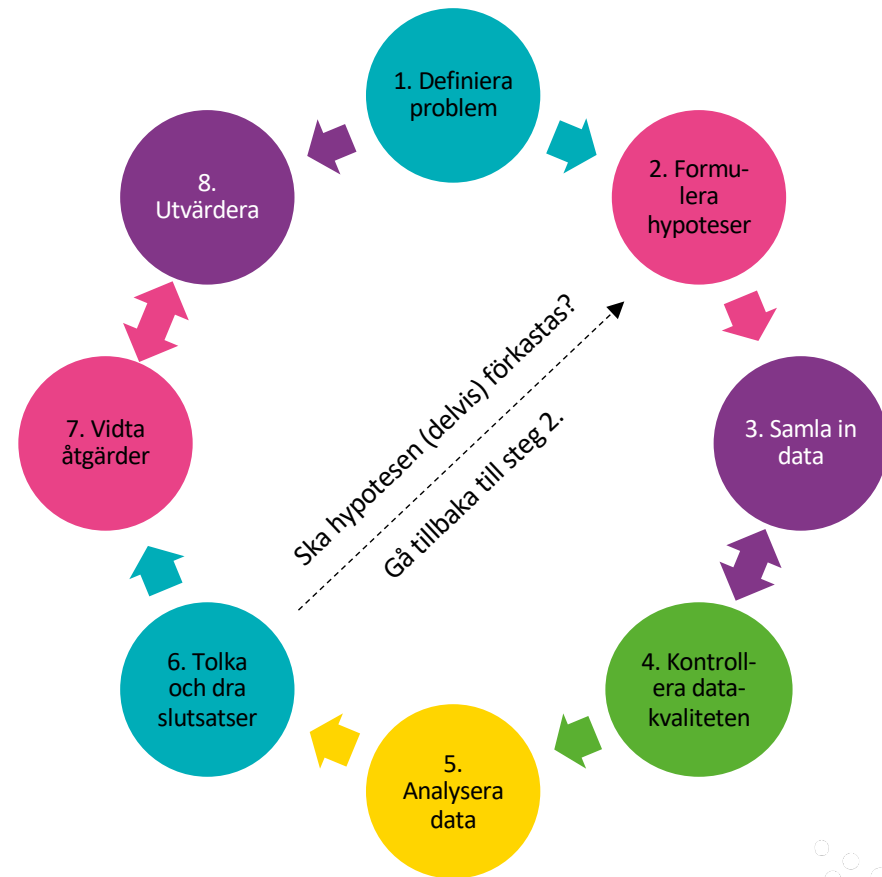 1. Definiera
problem
2. Formu-
lera
hypoteser
3. Samla in
data
4. Kontroll-
era data-
kvaliteten
5.
Analysera
data
6. Tolka
och dra
slutsatser
7. Vidta
åtgärder
8.
Utvärdera
Ska hypotesen (delvis) förkastas?
Gå tillbaka till steg 2.